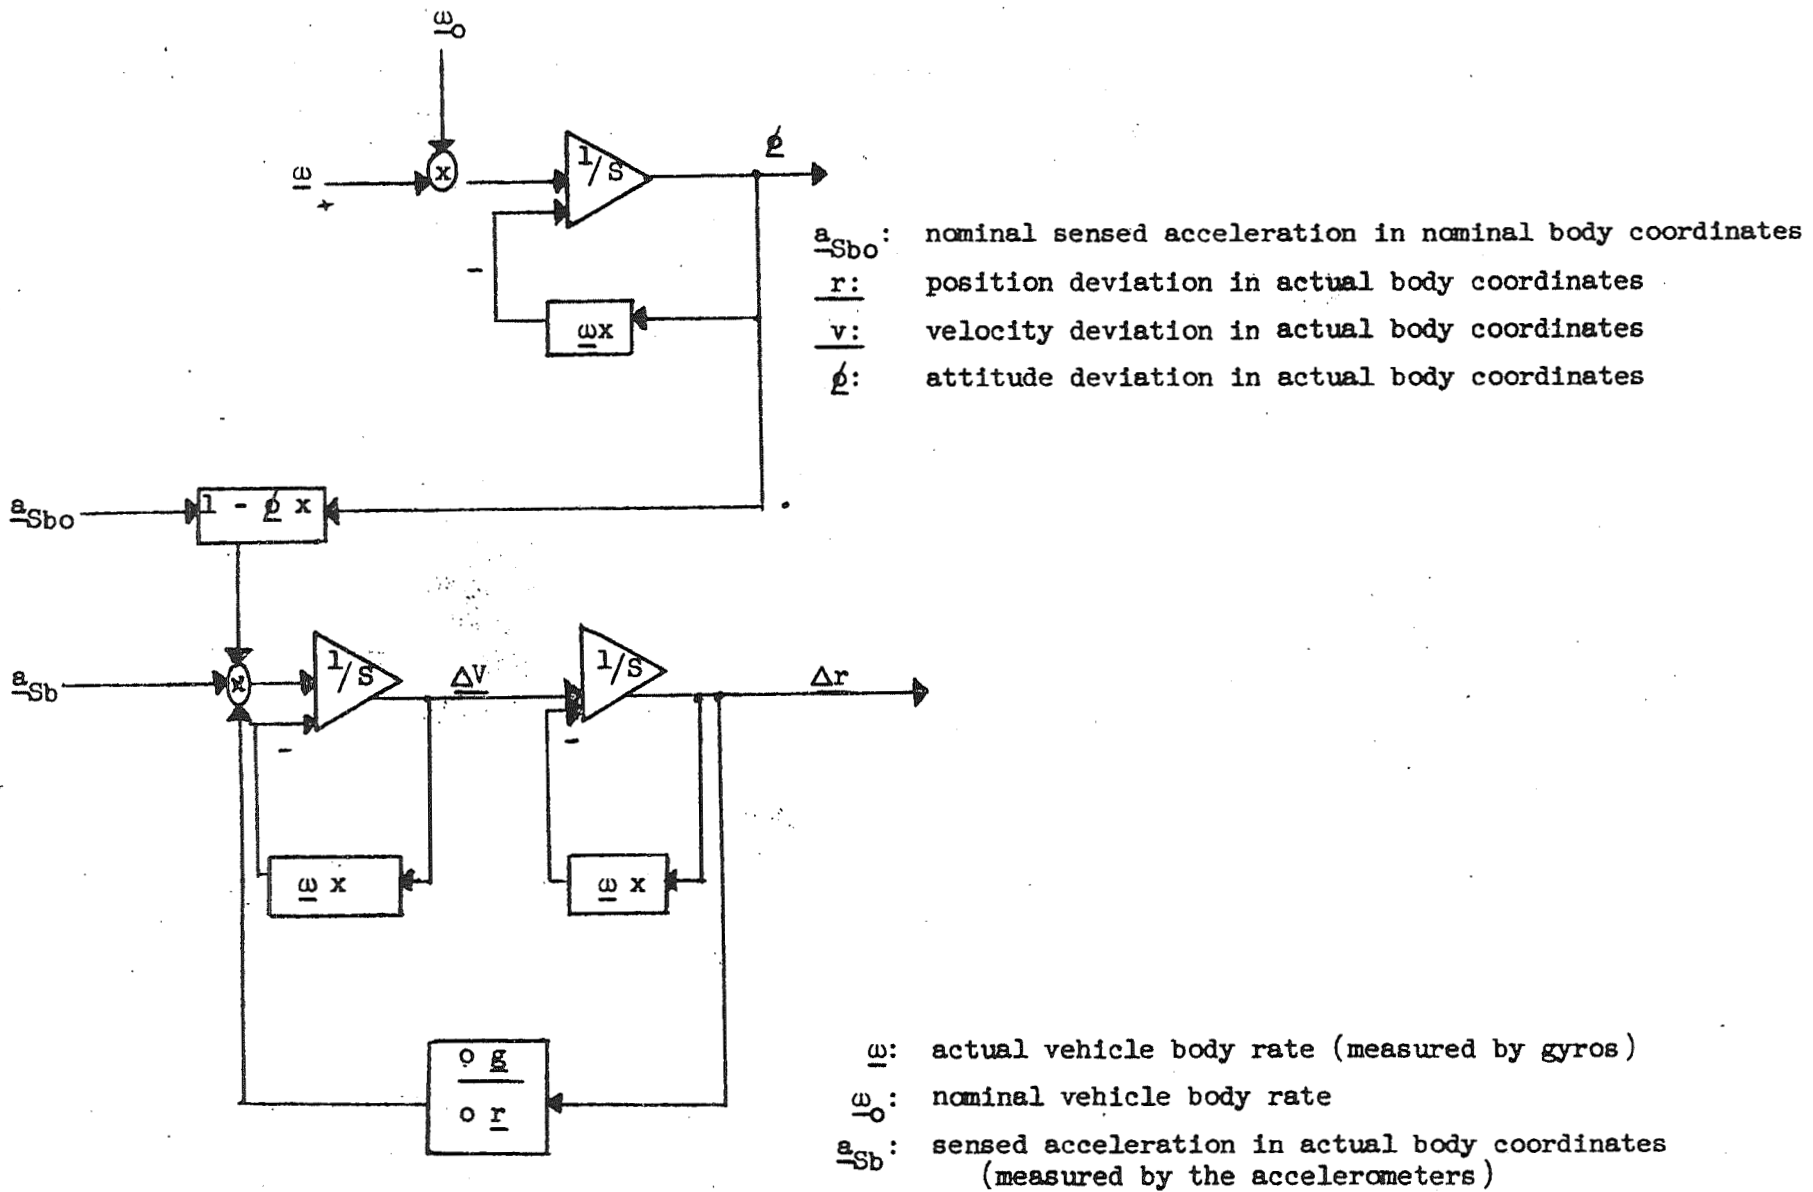 ω₀
ω
+
x
1/S
ϕ
-
ωx
a_Sbo: nominal sensed acceleration in nominal body coordinates
r: position deviation in actual body coordinates
v: velocity deviation in actual body coordinates
ϕ: attitude deviation in actual body coordinates
a_Sbo
1 - ϕ x
a_Sb
x
1/S
ΔV
1/S
Δr
-
-
ω x
ω x
o g
o r
ω: actual vehicle body rate (measured by gyros)
ω₀: nominal vehicle body rate
a_Sb: sensed acceleration in actual body coordinates
(measured by the accelerometers)